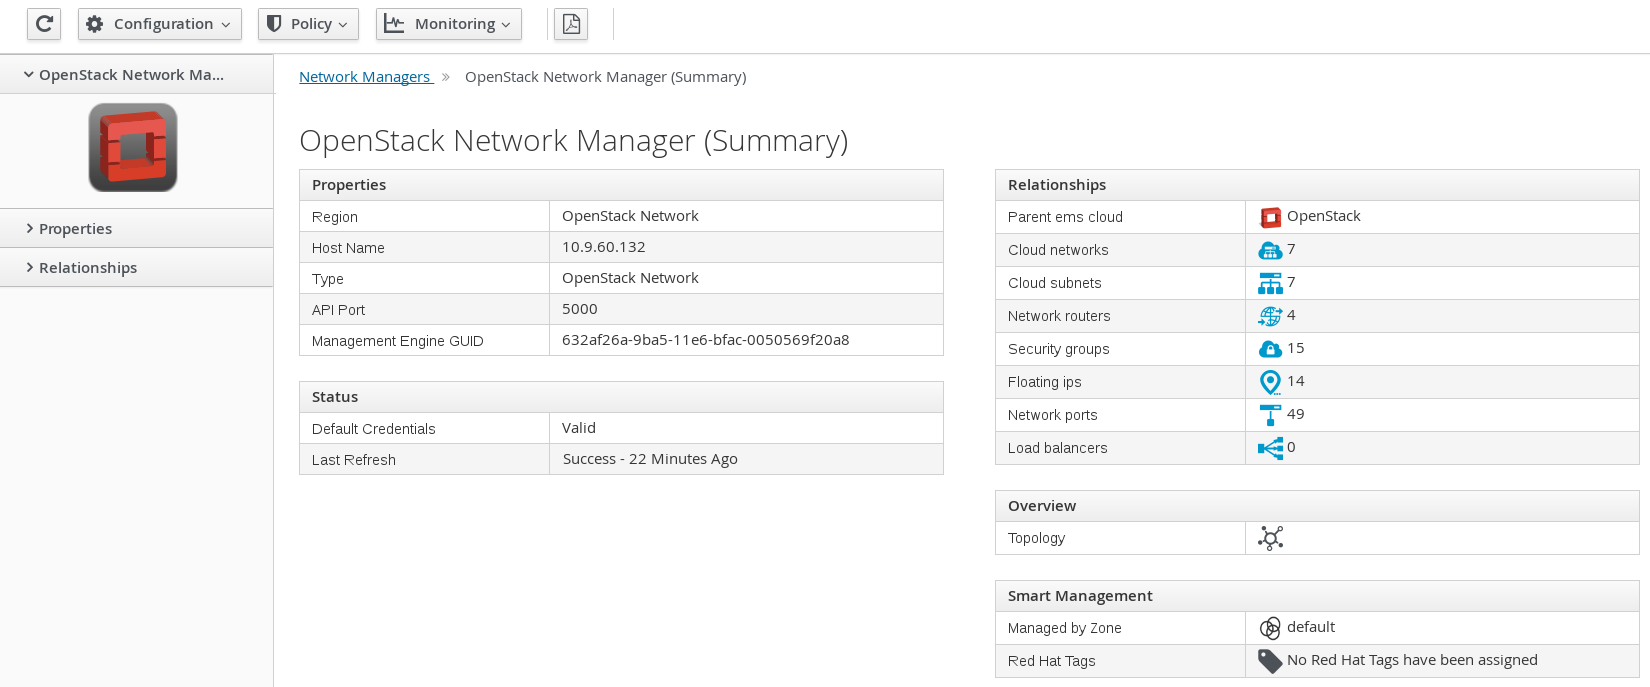 Configuration Policy Monitoring
OpenStack Network Ma...
Properties
Relationships
Network Managers » OpenStack Network Manager (Summary)
OpenStack Network Manager (Summary)
Properties
Region OpenStack Network
Host Name 10.9.60.132
Type OpenStack Network
API Port 5000
Management Engine GUID 632af26a-9ba5-11e6-bfac-0050569f20a8
Status
Default Credentials Valid
Last Refresh Success - 22 Minutes Ago
Relationships
Parent ems cloud OpenStack
Cloud networks 7
Cloud subnets 7
Network routers 4
Security groups 15
Floating ips 14
Network ports 49
Load balancers 0
Overview
Topology
Smart Management
Managed by Zone default
Red Hat Tags No Red Hat Tags have been assigned